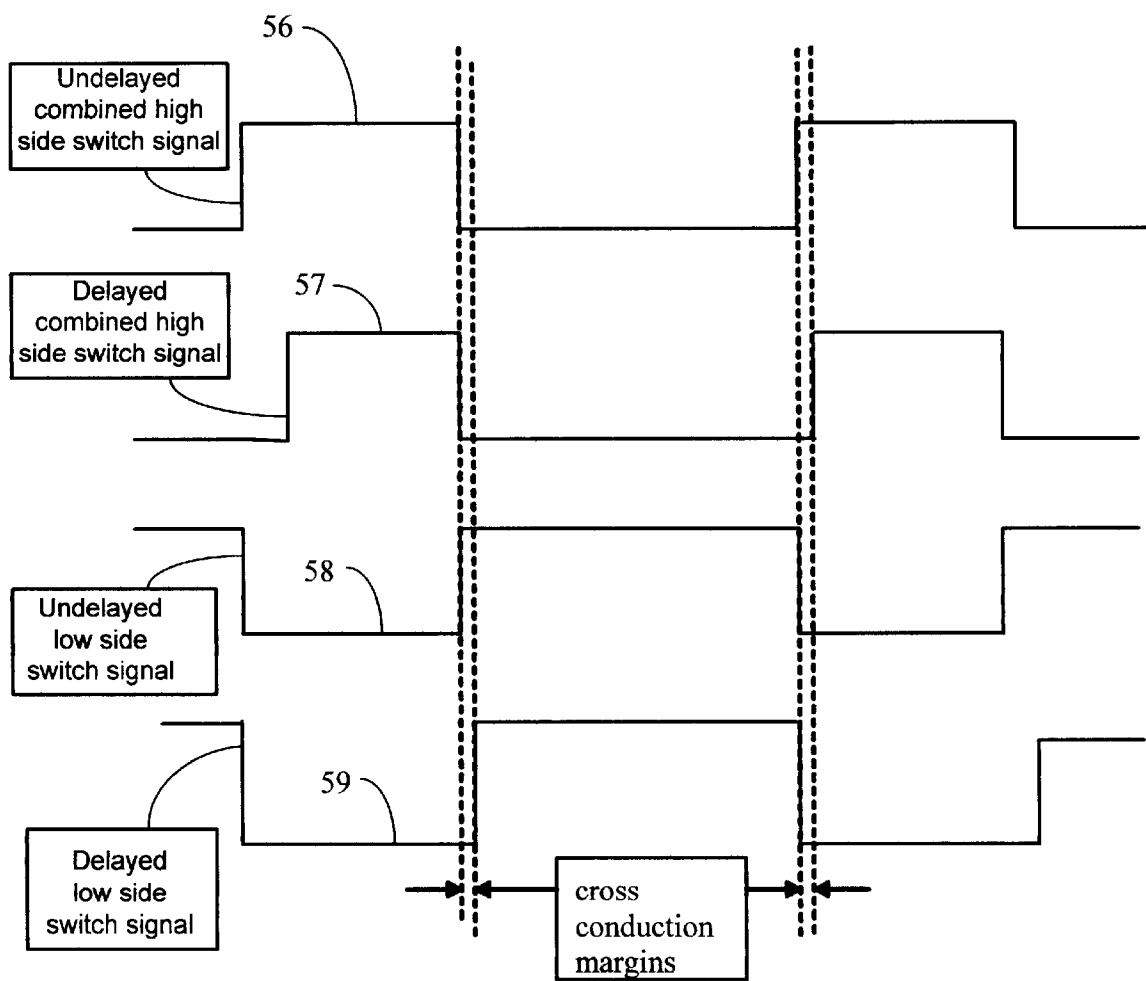 56
Undelayed
combined high
side switch signal
57
Delayed
combined high
side switch signal
58
Undelayed
low side
switch signal
59
Delayed
low side
switch signal
cross
conduction
margins